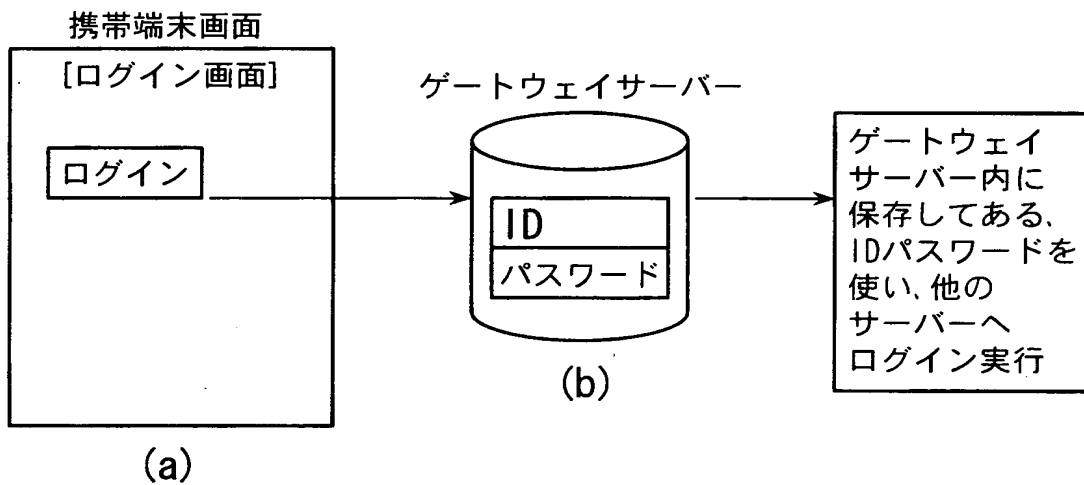 携帯端末画面
[ログイン画面]
ログイン
(a)
ゲートウェイサーバー
ID
パスワード
(b)
ゲートウェイ
サーバー内に
保存してある、
IDパスワードを
使い、他の
サーバーへ
ログイン実行